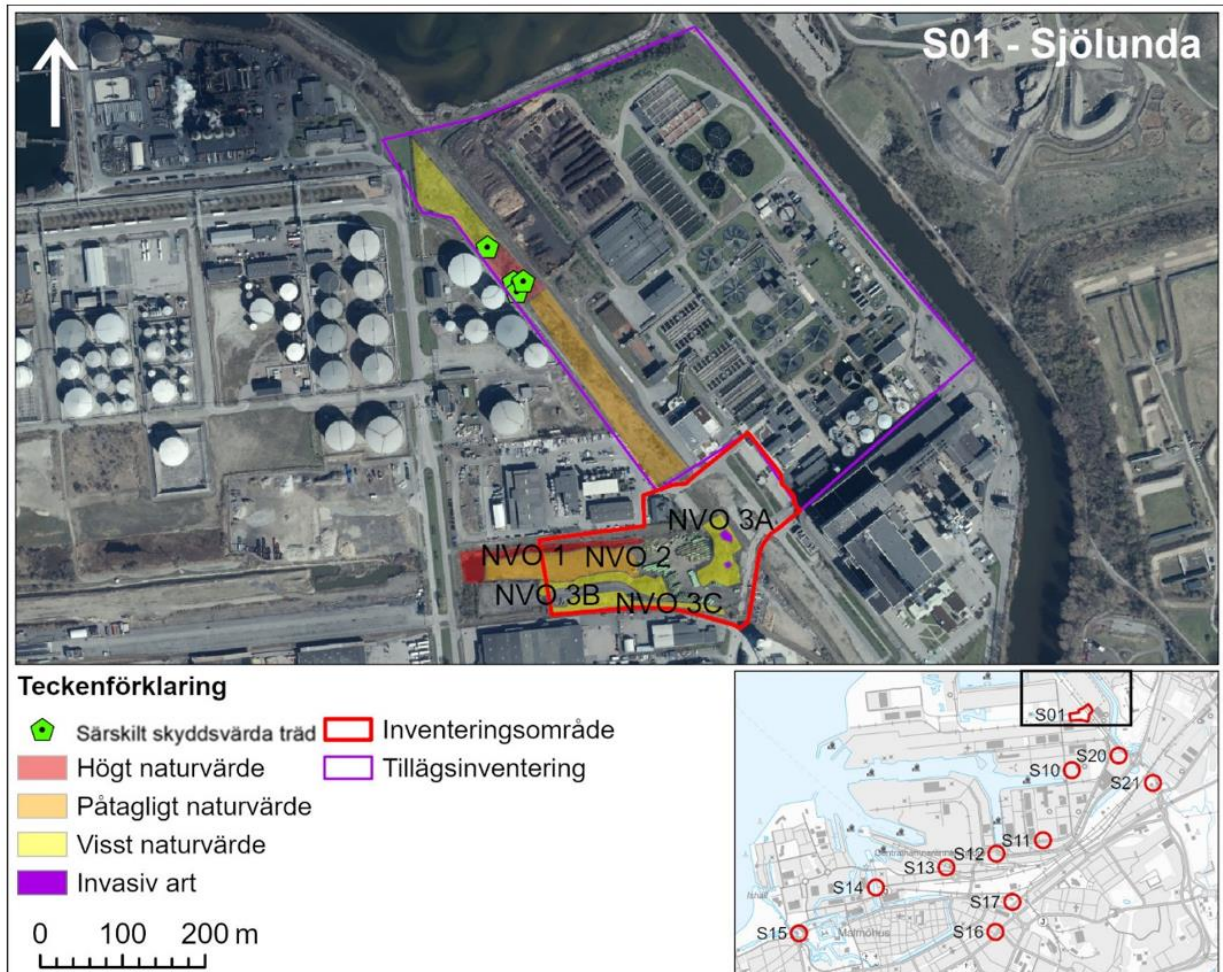 S01 - Sjölunda
NVO 3A
NVO 1
NVO 2
NVO 3B
NVO 3C
Teckenförklaring
Särskilt skyddsvärda träd
Inventeringsområde
Högt naturvärde
Tillägsinventering
Påtagligt naturvärde
Visst naturvärde
Invasiv art
0 100 200 m
S01
S20
S10
S21
S11
S12
S13
S14
S17
S16
S15
Malmöhus